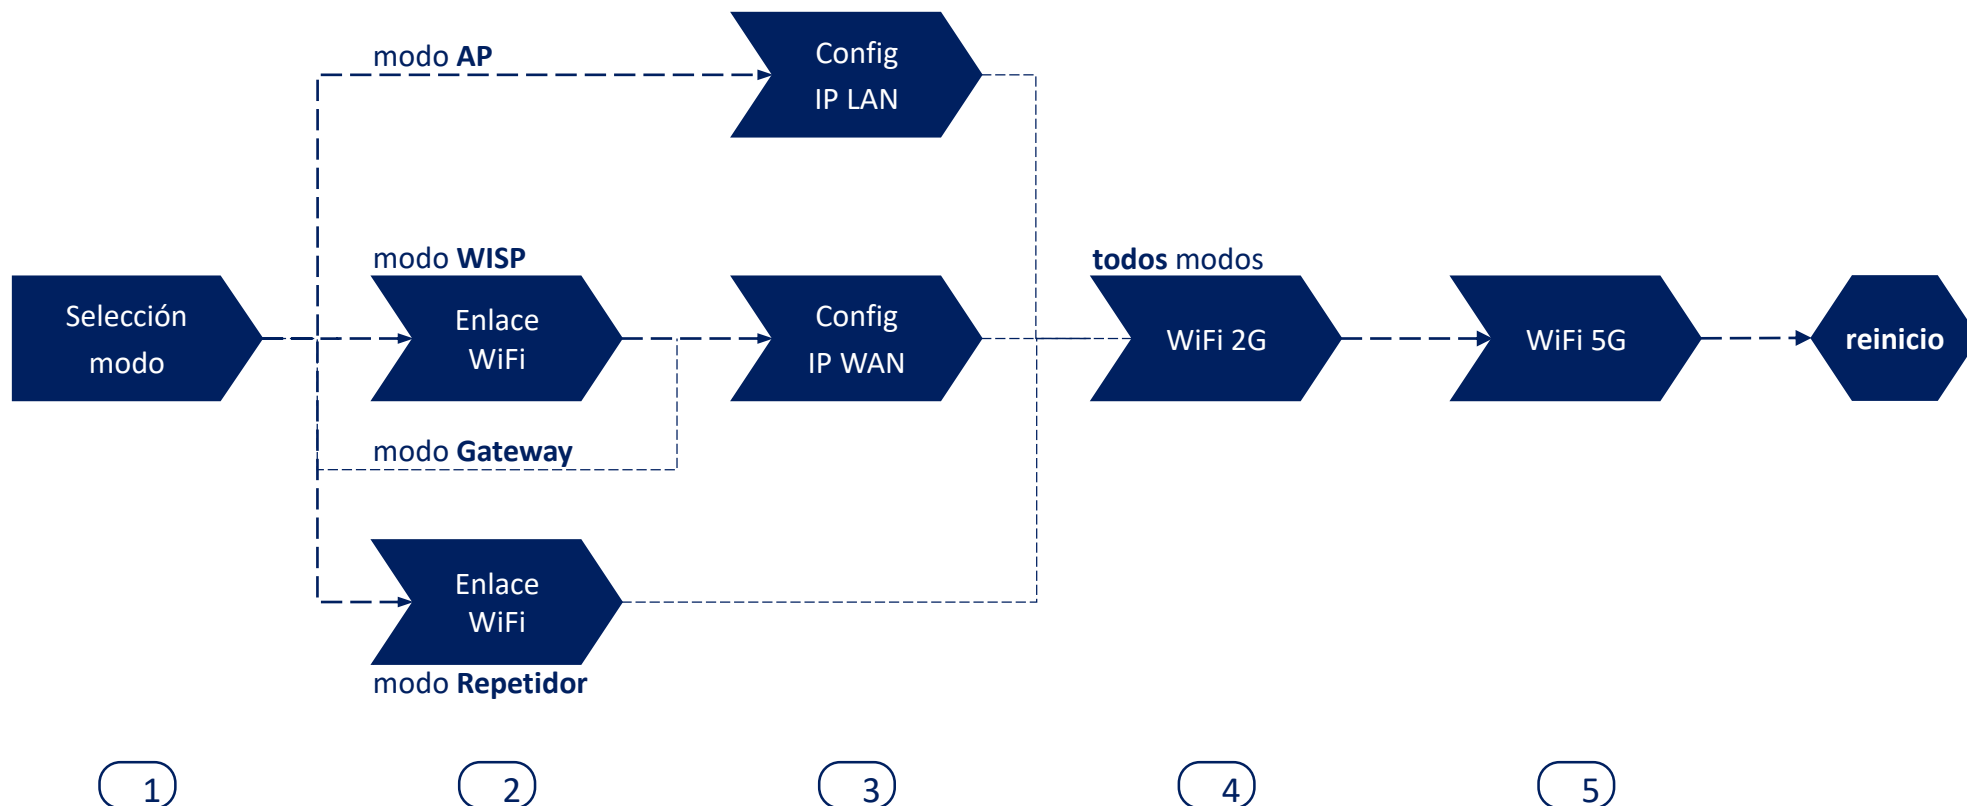 modo AP
Config
IP LAN
modo WISP
todos modos
Selección
modo
Enlace
WiFi
Config
IP WAN
WiFi 2G
WiFi 5G
reinicio
modo Gateway
Enlace
WiFi
modo Repetidor
1
2
3
4
5